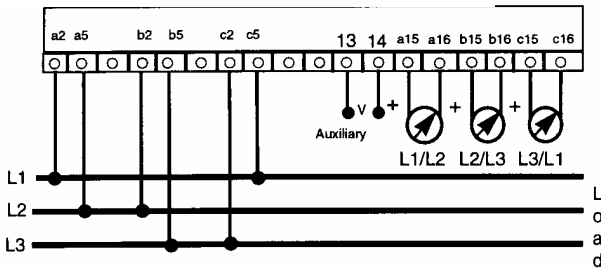 a2 a5 b2 b5 c2 c5 13 14 a15 a16 b15 b16 c15 c16
V + + +
Auxiliary
L1/L2 L2/L3 L3/L1
L1
L
L2
o
a
L3
d